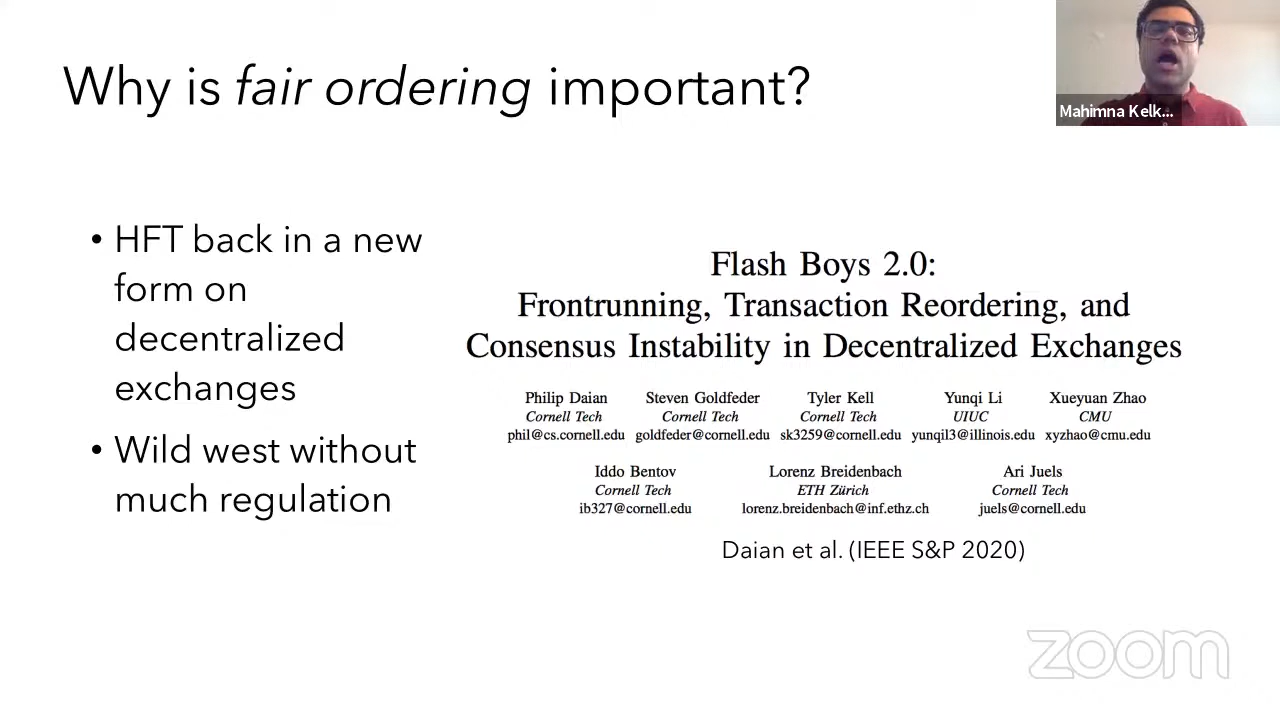 Why is fair ordering important?
Mahimna Kelk...
• HFT back in a new
form on
decentralized
exchanges
• Wild west without
much regulation
Flash Boys 2.0:
Frontrunning, Transaction Reordering, and
Consensus Instability in Decentralized Exchanges
Philip Daian Steven Goldfeder Tyler Kell Yunqi Li Xueyuan Zhao
Cornell Tech Cornell Tech Cornell Tech UIUC CMU
phil@cs.cornell.edu goldfeder@cornell.edu sk3259@cornell.edu yunqil3@illinois.edu xyzhao@cmu.edu
Iddo Bentov Lorenz Breidenbach Ari Juels
Cornell Tech ETH Zürich Cornell Tech
ib327@cornell.edu lorenz.breidenbach@inf.ethz.ch juels@cornell.edu
Daian et al. (IEEE S&P 2020)
zoom